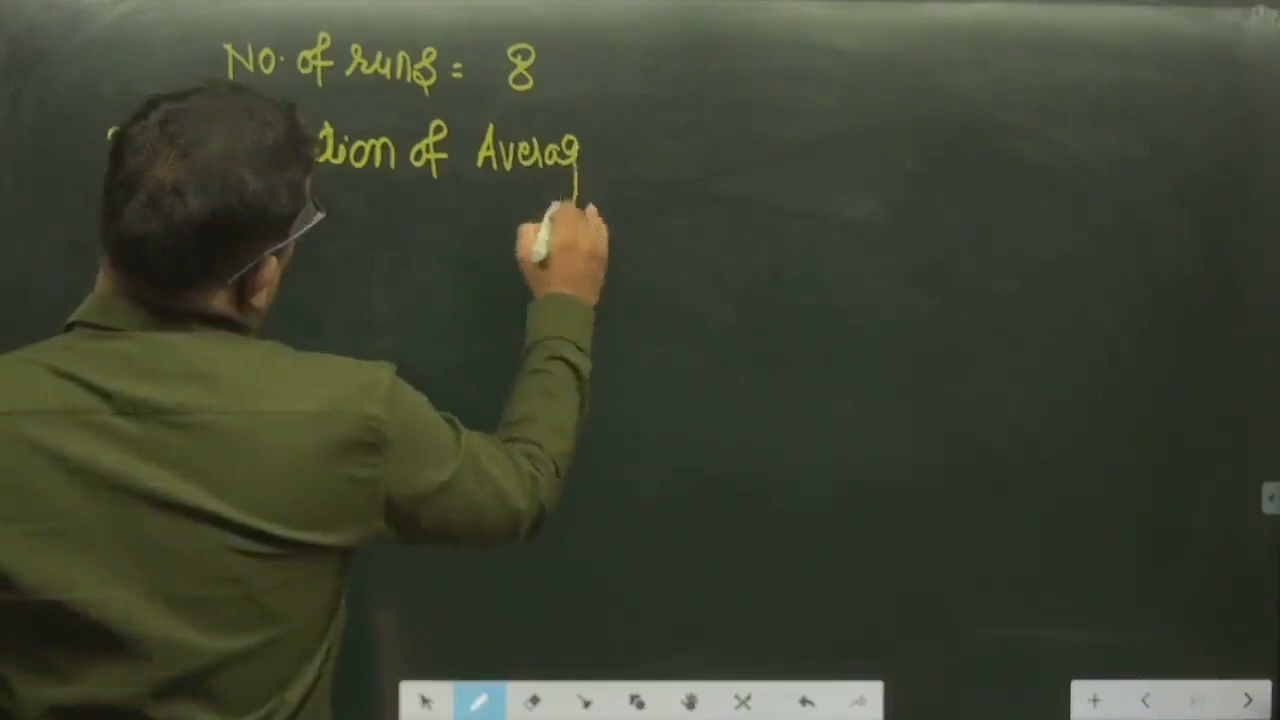 No. of runs = 8
tion of Averag